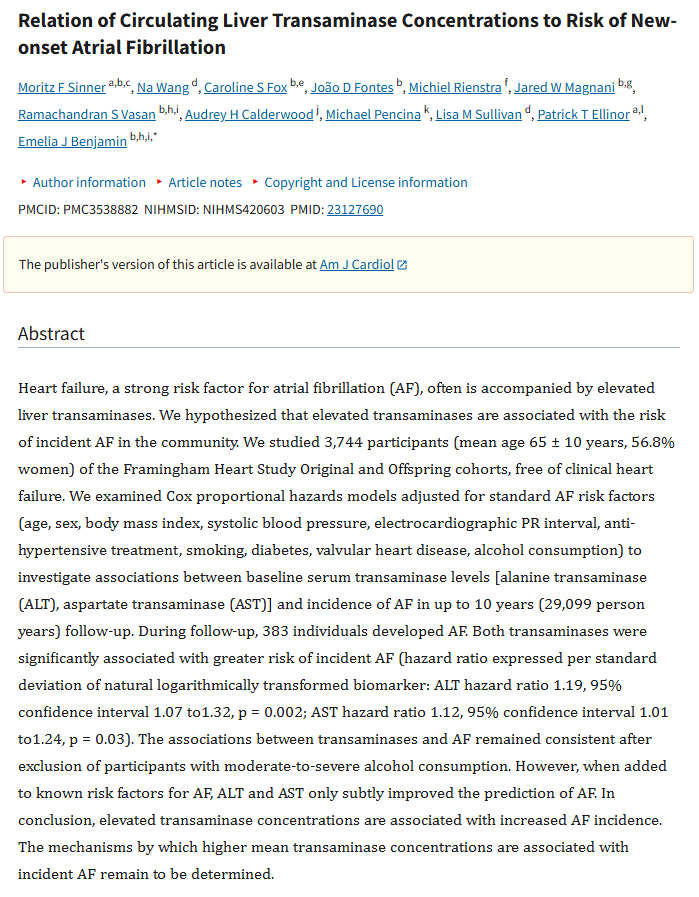 Relation of Circulating Liver Transaminase Concentrations to Risk of New-
onset Atrial Fibrillation
Moritz F Sinner a,b,c, Na Wang d, Caroline S Fox b,e, João D Fontes b, Michiel Rienstra f, Jared W Magnani b,g,
Ramachandran S Vasan b,h,i, Audrey H Calderwood j, Michael Pencina k, Lisa M Sullivan d, Patrick T Ellinor a,l,
Emelia J Benjamin b,h,i,*
‣ Author information ‣ Article notes ‣ Copyright and License information
PMCID: PMC3538882 NIHMSID: NIHMS420603 PMID: 23127690
The publisher's version of this article is available at Am J Cardiol
Abstract
Heart failure, a strong risk factor for atrial fibrillation (AF), often is accompanied by elevated
liver transaminases. We hypothesized that elevated transaminases are associated with the risk
of incident AF in the community. We studied 3,744 participants (mean age 65 ± 10 years, 56.8%
women) of the Framingham Heart Study Original and Offspring cohorts, free of clinical heart
failure. We examined Cox proportional hazards models adjusted for standard AF risk factors
(age, sex, body mass index, systolic blood pressure, electrocardiographic PR interval, anti-
hypertensive treatment, smoking, diabetes, valvular heart disease, alcohol consumption) to
investigate associations between baseline serum transaminase levels [alanine transaminase
(ALT), aspartate transaminase (AST)] and incidence of AF in up to 10 years (29,099 person
years) follow-up. During follow-up, 383 individuals developed AF. Both transaminases were
significantly associated with greater risk of incident AF (hazard ratio expressed per standard
deviation of natural logarithmically transformed biomarker: ALT hazard ratio 1.19, 95%
confidence interval 1.07 to1.32, p = 0.002; AST hazard ratio 1.12, 95% confidence interval 1.01
to1.24, p = 0.03). The associations between transaminases and AF remained consistent after
exclusion of participants with moderate-to-severe alcohol consumption. However, when added
to known risk factors for AF, ALT and AST only subtly improved the prediction of AF. In
conclusion, elevated transaminase concentrations are associated with increased AF incidence.
The mechanisms by which higher mean transaminase concentrations are associated with
incident AF remain to be determined.